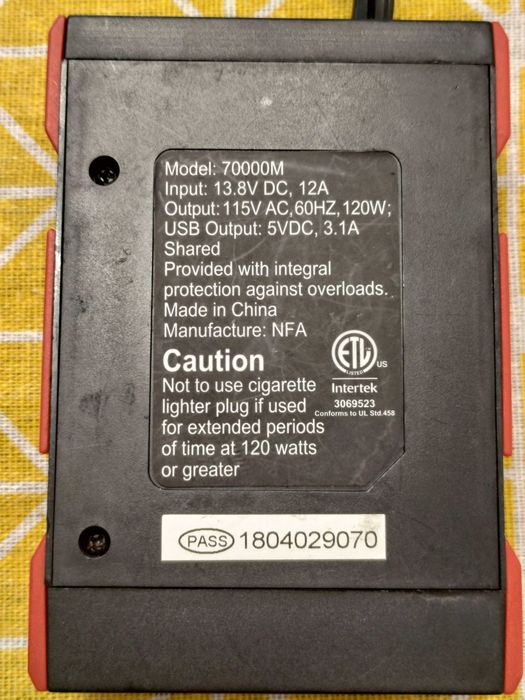 Model: 70000M
Input: 13.8V DC, 12A
Output:115V AC,60HZ,120W;
USB Output: 5VDC, 3.1A
Shared
Provided with integral
protection against overloads.
Made in China
Manufacture: NFA
Caution
Not to use cigarette
lighter plug if used
for extended periods
of time at 120 watts
or greater
ETL
LISTED
US
Intertek
3069523
Conforms to UL Std.458
PASS 1804029070